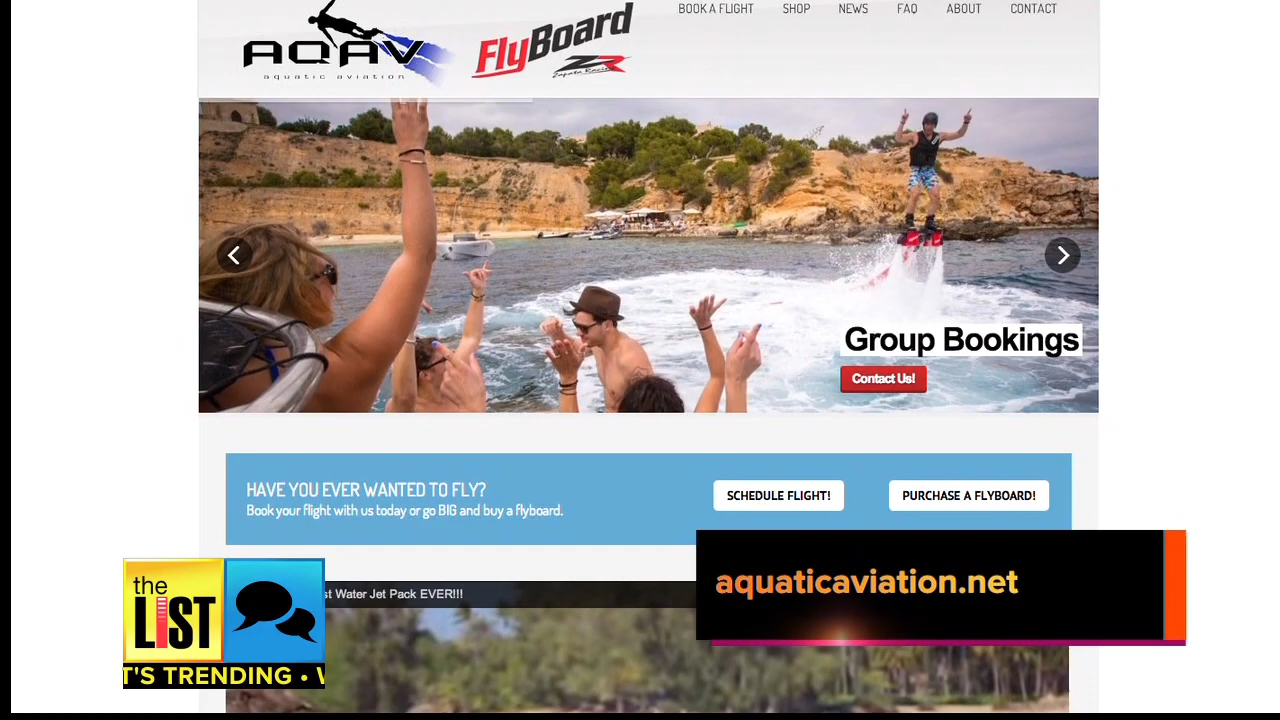 BOOK A FLIGHT SHOP NEWS FAQ ABOUT CONTACT
AQAV
aquatic aviation
FlyBoard
ZR
Zapata Racing
Group Bookings
Contact Us!
HAVE YOU EVER WANTED TO FLY?
Book your flight with us today or go BIG and buy a flyboard.
SCHEDULE FLIGHT!
PURCHASE A FLYBOARD!
st Water Jet Pack EVER!!!
aquaticaviation.net
the
LIST
T'S TRENDING •